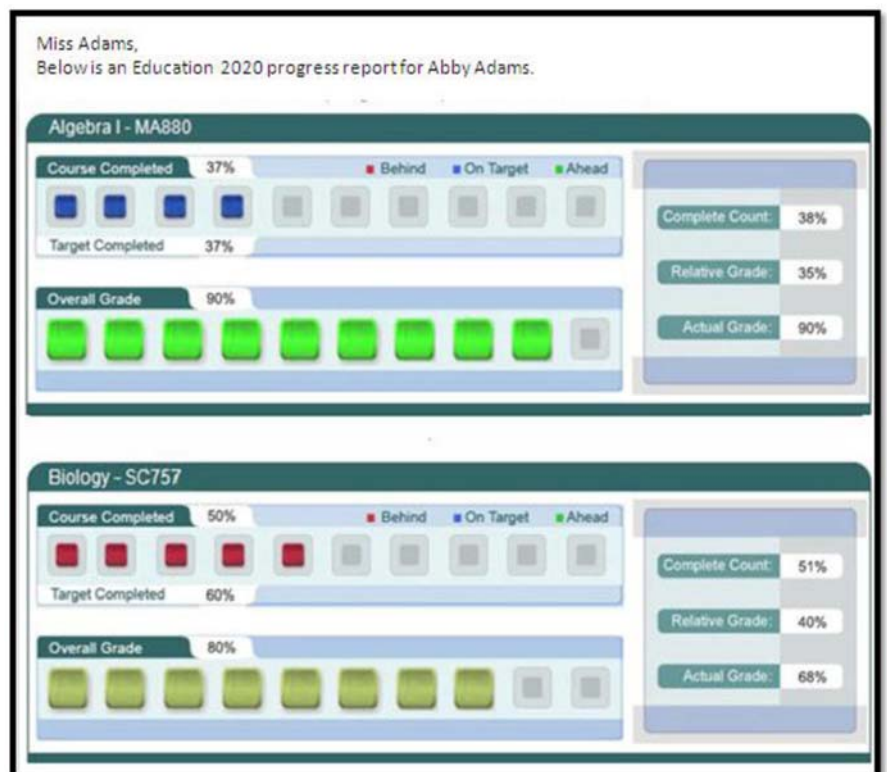 Miss Adams,
Below is an Education 2020 progress report for Abby Adams.
Algebra I - MA880
Course Completed 37% Behind On Target Ahead
Target Completed 37%
Overall Grade 90%
Complete Count: 38%
Relative Grade: 35%
Actual Grade: 90%
Biology - SC757
Course Completed 50% Behind On Target Ahead
Target Completed 60%
Overall Grade 80%
Complete Count: 51%
Relative Grade: 40%
Actual Grade: 68%